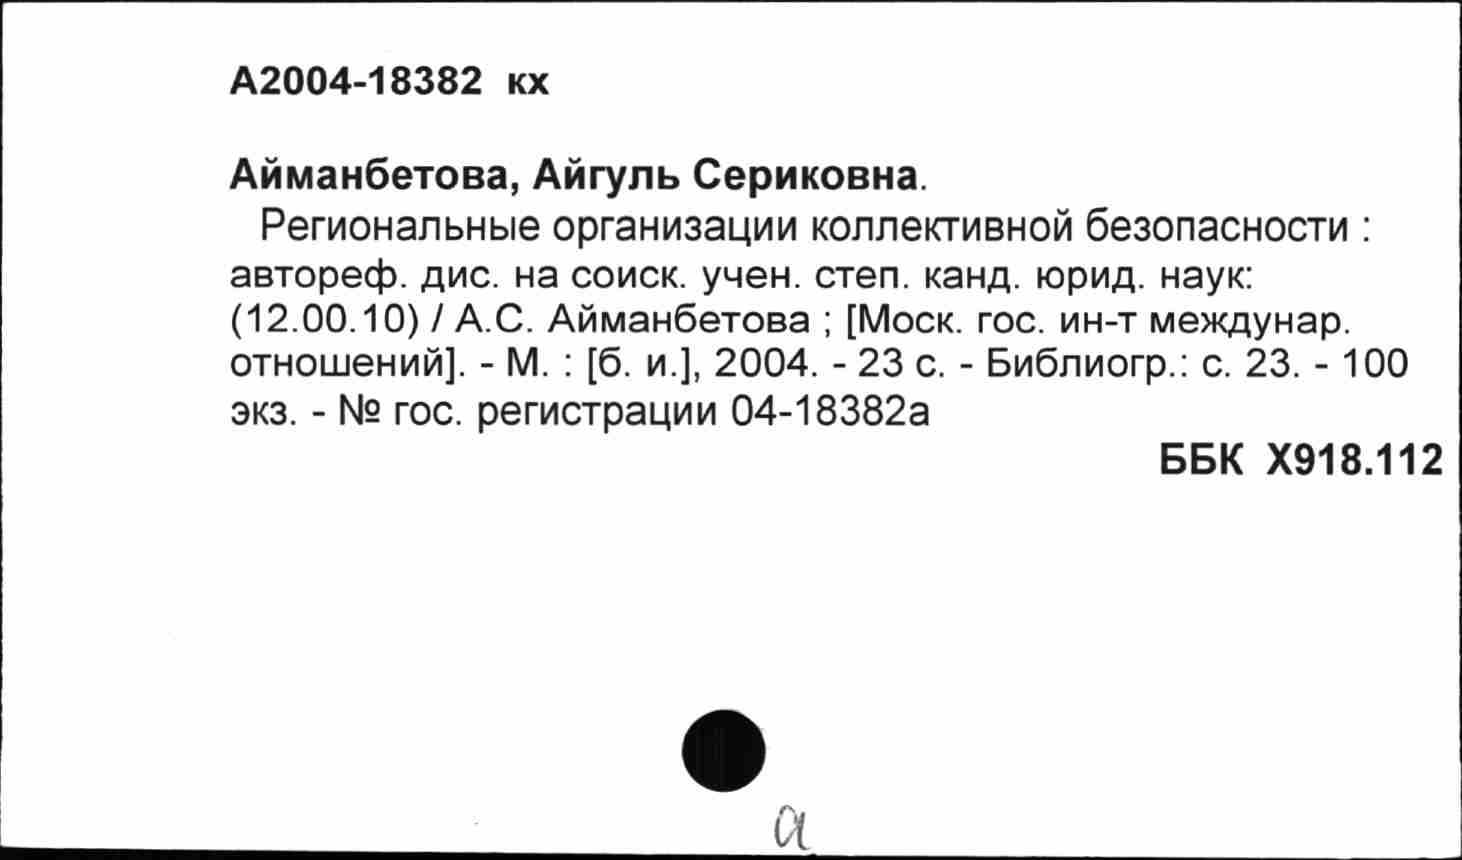 А2004-18382 кх
Айманбетова, Айгуль Сериковна.
Региональные организации коллективной безопасности :
автореф. дис. на соиск. учен. степ. канд. юрид. наук:
(12.00.10) / А.С. Айманбетова ; [Моск. гос. ин-т междунар.
отношений]. - М. : [б. и.], 2004. - 23 с. - Библиогр.: с. 23. - 100
экз. - № гос. регистрации 04-18382а
ББК Х918.112
а